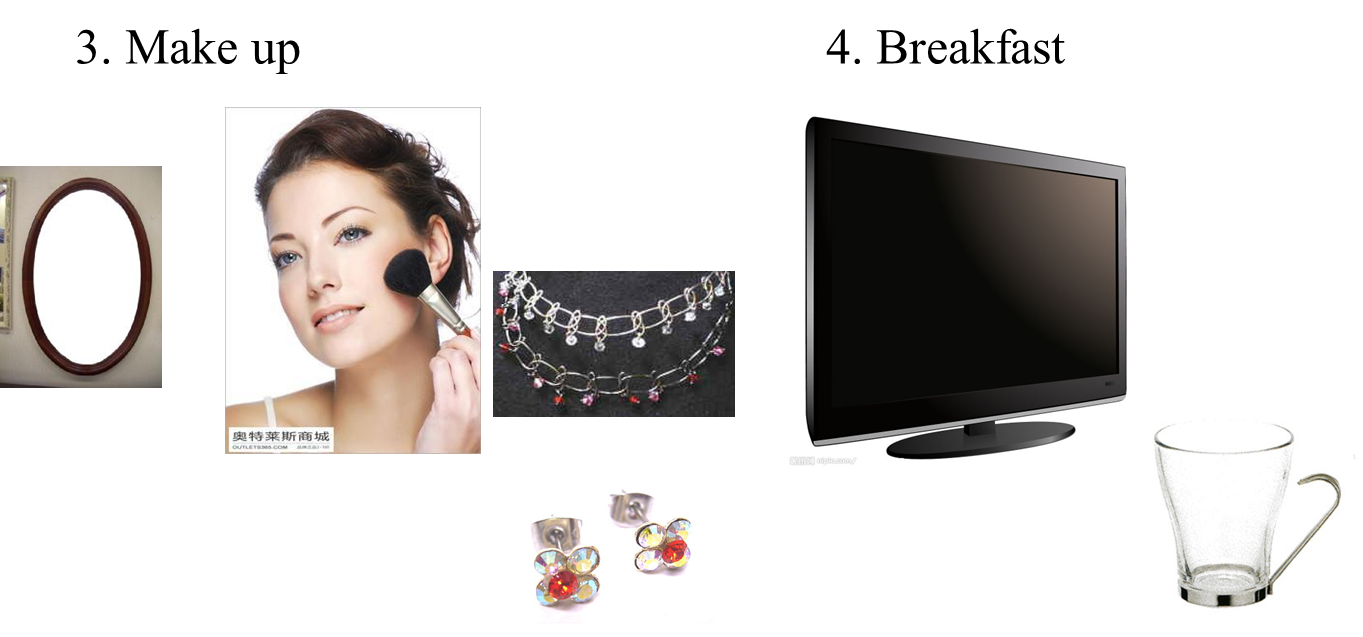 3. Make up
4. Breakfast
奥特莱斯商城
OUTLETS365.COM